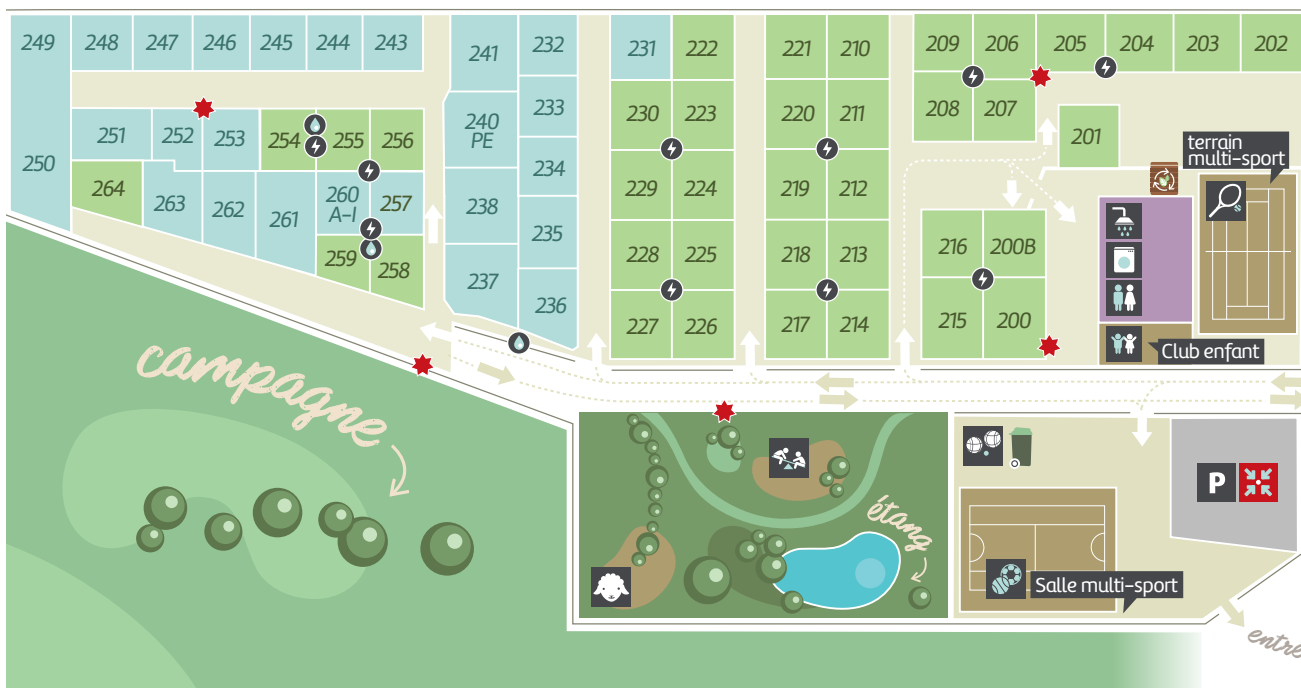 249 248 247 246 245 244 243
241 232
231 222
221 210
209 206 205 204 203 202
233
240
PE
230 223
220 211
208 207
201
251 252 253 254 255 256
250
234
264 263 262 261
260
A-I
257
229 224
219 212
238
235
216 200B
259 258
228 225
218 213
237 236
227 226
217 214
215 200
terrain
multi-sport
Club enfant
campagne
étang
P
Salle multi-sport
entre